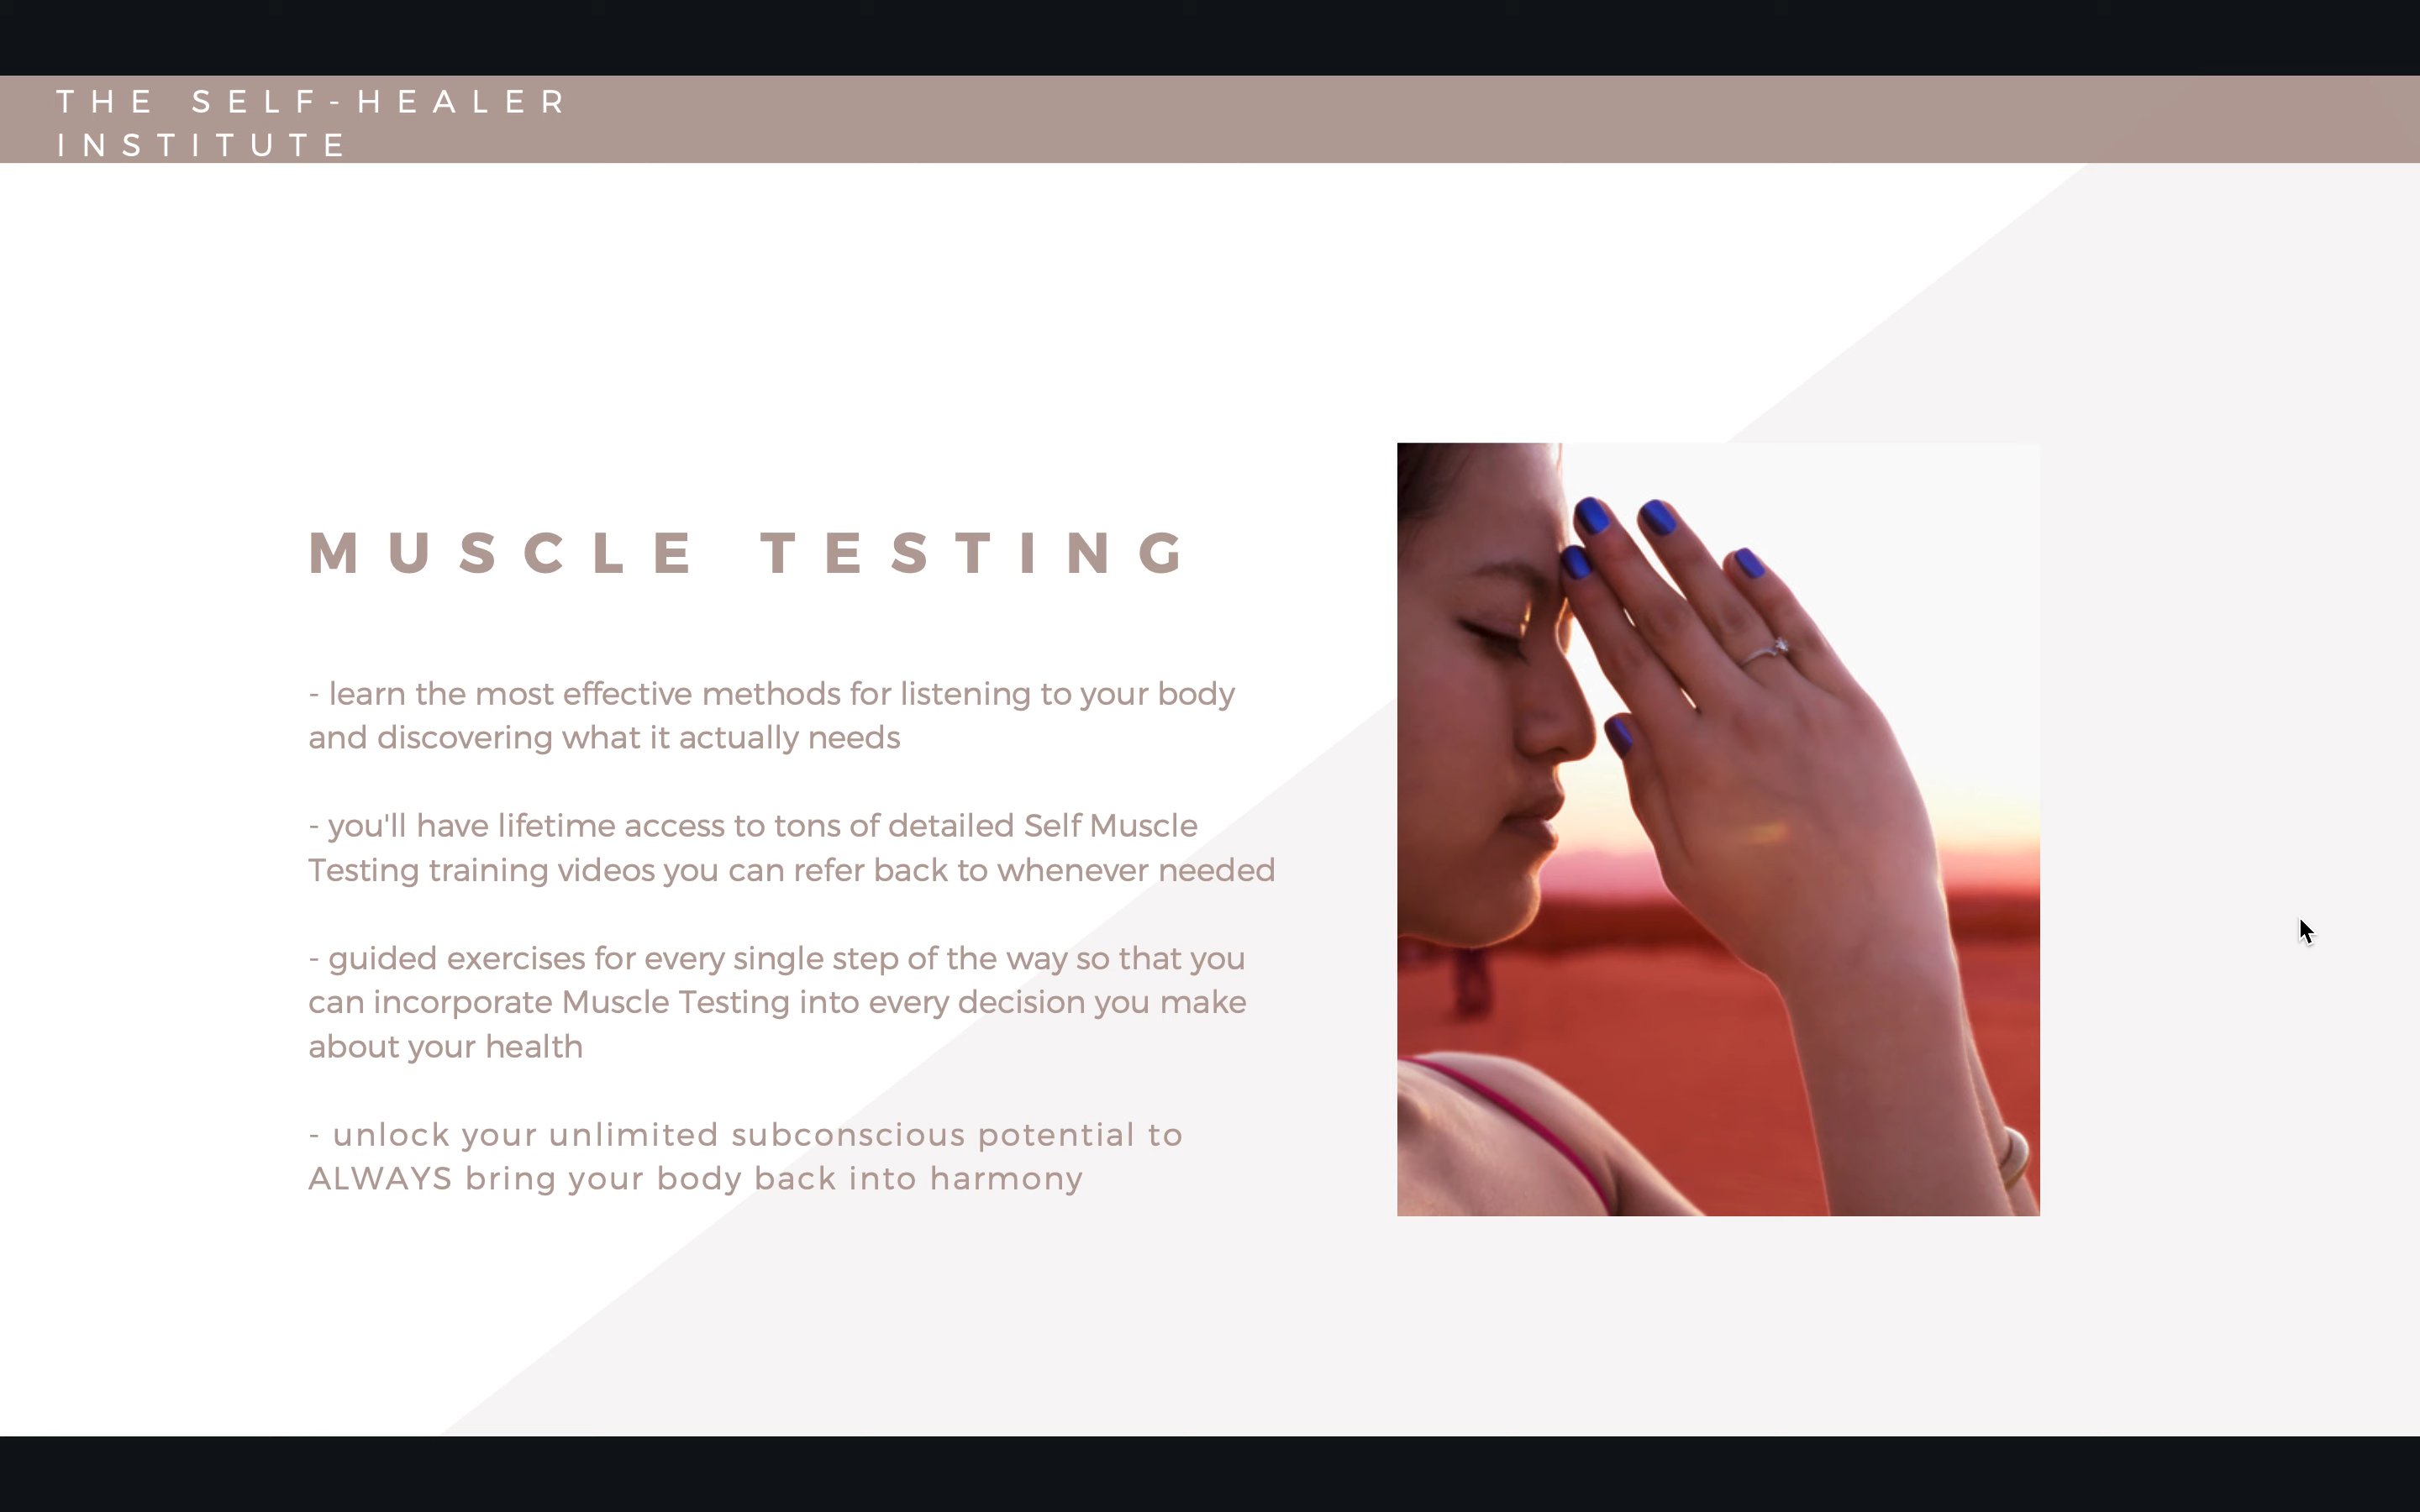 THE SELF-HEALER
INSTITUTE
MUSCLE TESTING
- learn the most effective methods for listening to your body
and discovering what it actually needs
- you'll have lifetime access to tons of detailed Self Muscle
Testing training videos you can refer back to whenever needed
- guided exercises for every single step of the way so that you
can incorporate Muscle Testing into every decision you make
about your health
- unlock your unlimited subconscious potential to
ALWAYS bring your body back into harmony